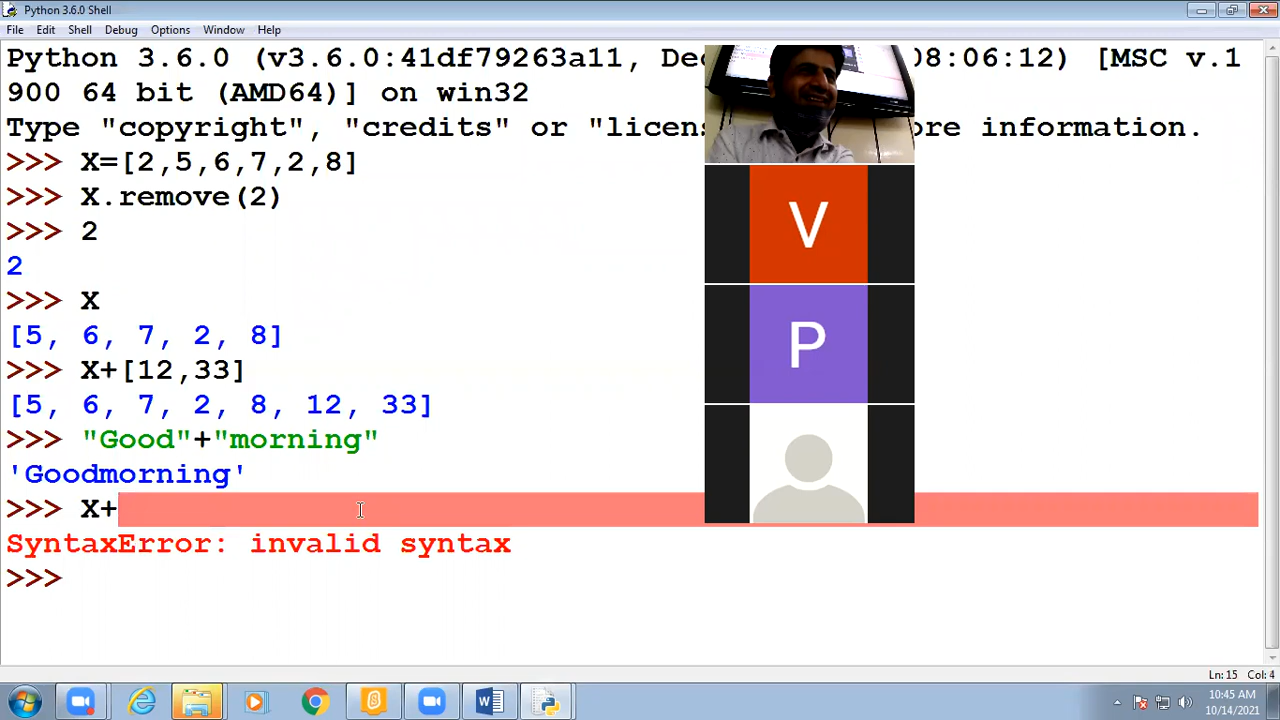 Python 3.6.0 Shell
File Edit Shell Debug Options Window Help
Python 3.6.0 (v3.6.0:41df79263a11, 08:06:12) [MSC v.1
900 64 bit (AMD64)] on win32
Type "copyright", "credits" or more information.
>>> X=[2,5,6,7,2,8]
>>> X.remove(2)
>>> 2
2
>>> X
[5, 6, 7, 2, 8]
>>> X+[12,33]
[5, 6, 7, 2, 8, 12, 33]
>>> "Good"+"morning"
'Goodmorning'
>>> X+
SyntaxError: invalid syntax
>>>
V
P
Ln: 15 Col: 4
10:45 AM
10/14/2021